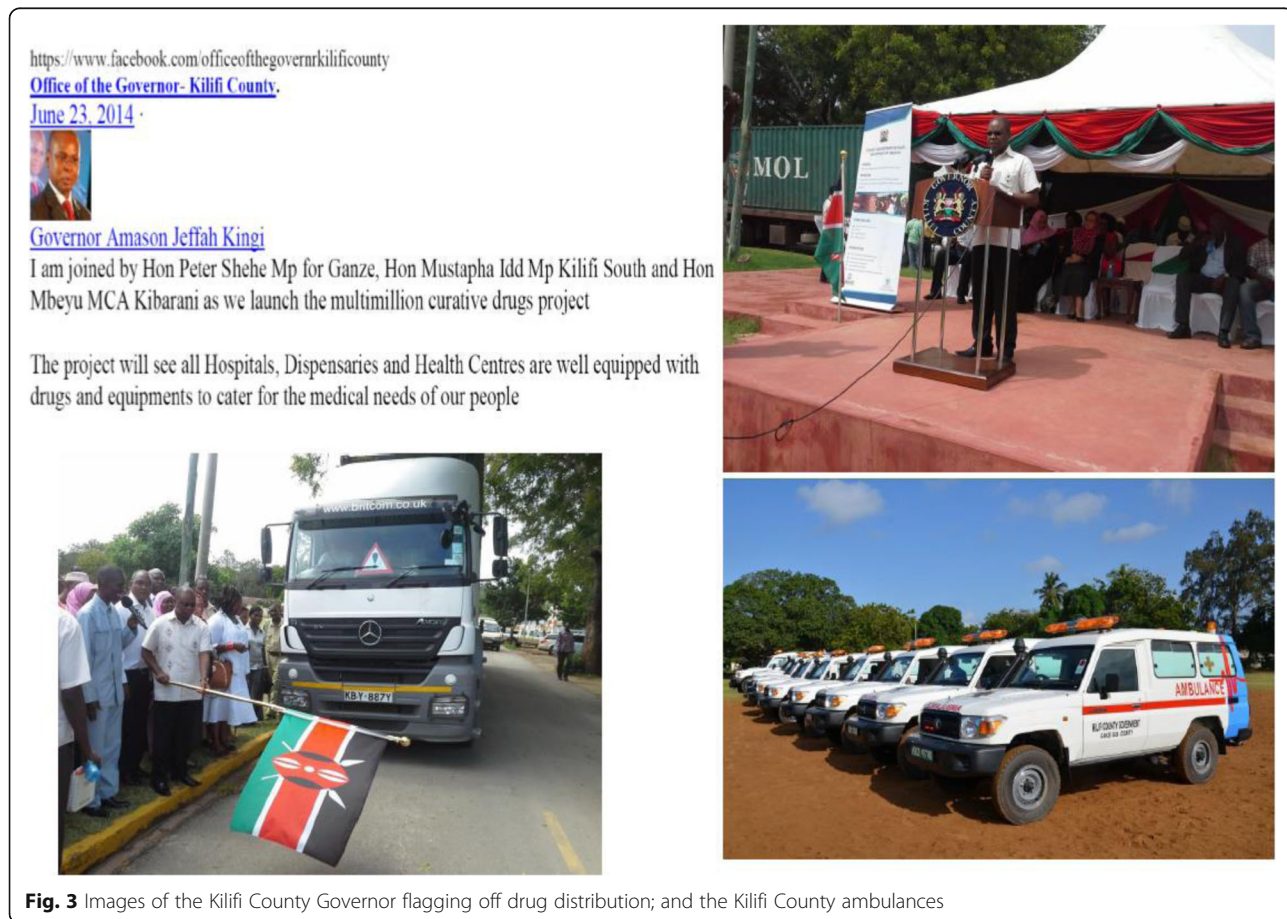 https://www.facebook.com/officeofthegovernrkilificounty
Office of the Governor- Kilifi County.
June 23, 2014 ·
Governor Amason Jeffah Kingi
I am joined by Hon Peter Shehe Mp for Ganze, Hon Mustapha Idd Mp Kilifi South and Hon
Mbeyu MCA Kibarani as we launch the multimillion curative drugs project
The project will see all Hospitals, Dispensaries and Health Centres are well equipped with
drugs and equipments to cater for the medical needs of our people
MOL
GOVERNOR
KILIFI COUNTY
www.Britcom.co.uk
KBY-887Y
AMBULANCE
KILIFI COUNTY GOVERNMENT
Fig. 3 Images of the Kilifi County Governor flagging off drug distribution; and the Kilifi County ambulances